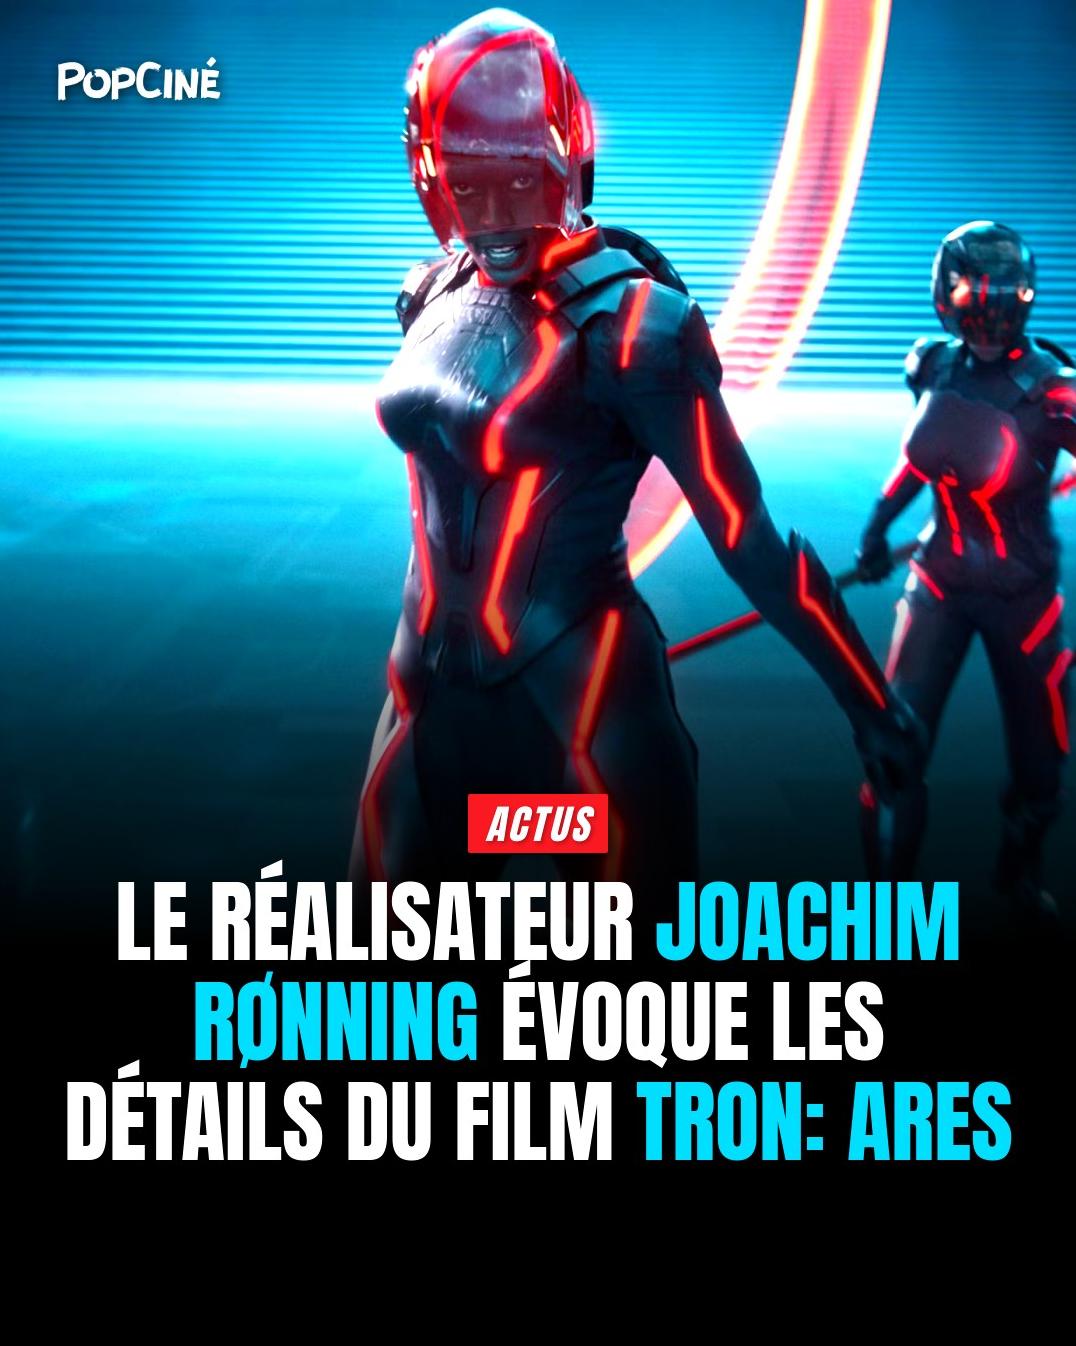 POPCINÉ
ACTUS
LE RÉALISATEUR JOACHIM
RØNNING ÉVOQUE LES
DÉTAILS DU FILM TRON: ARES